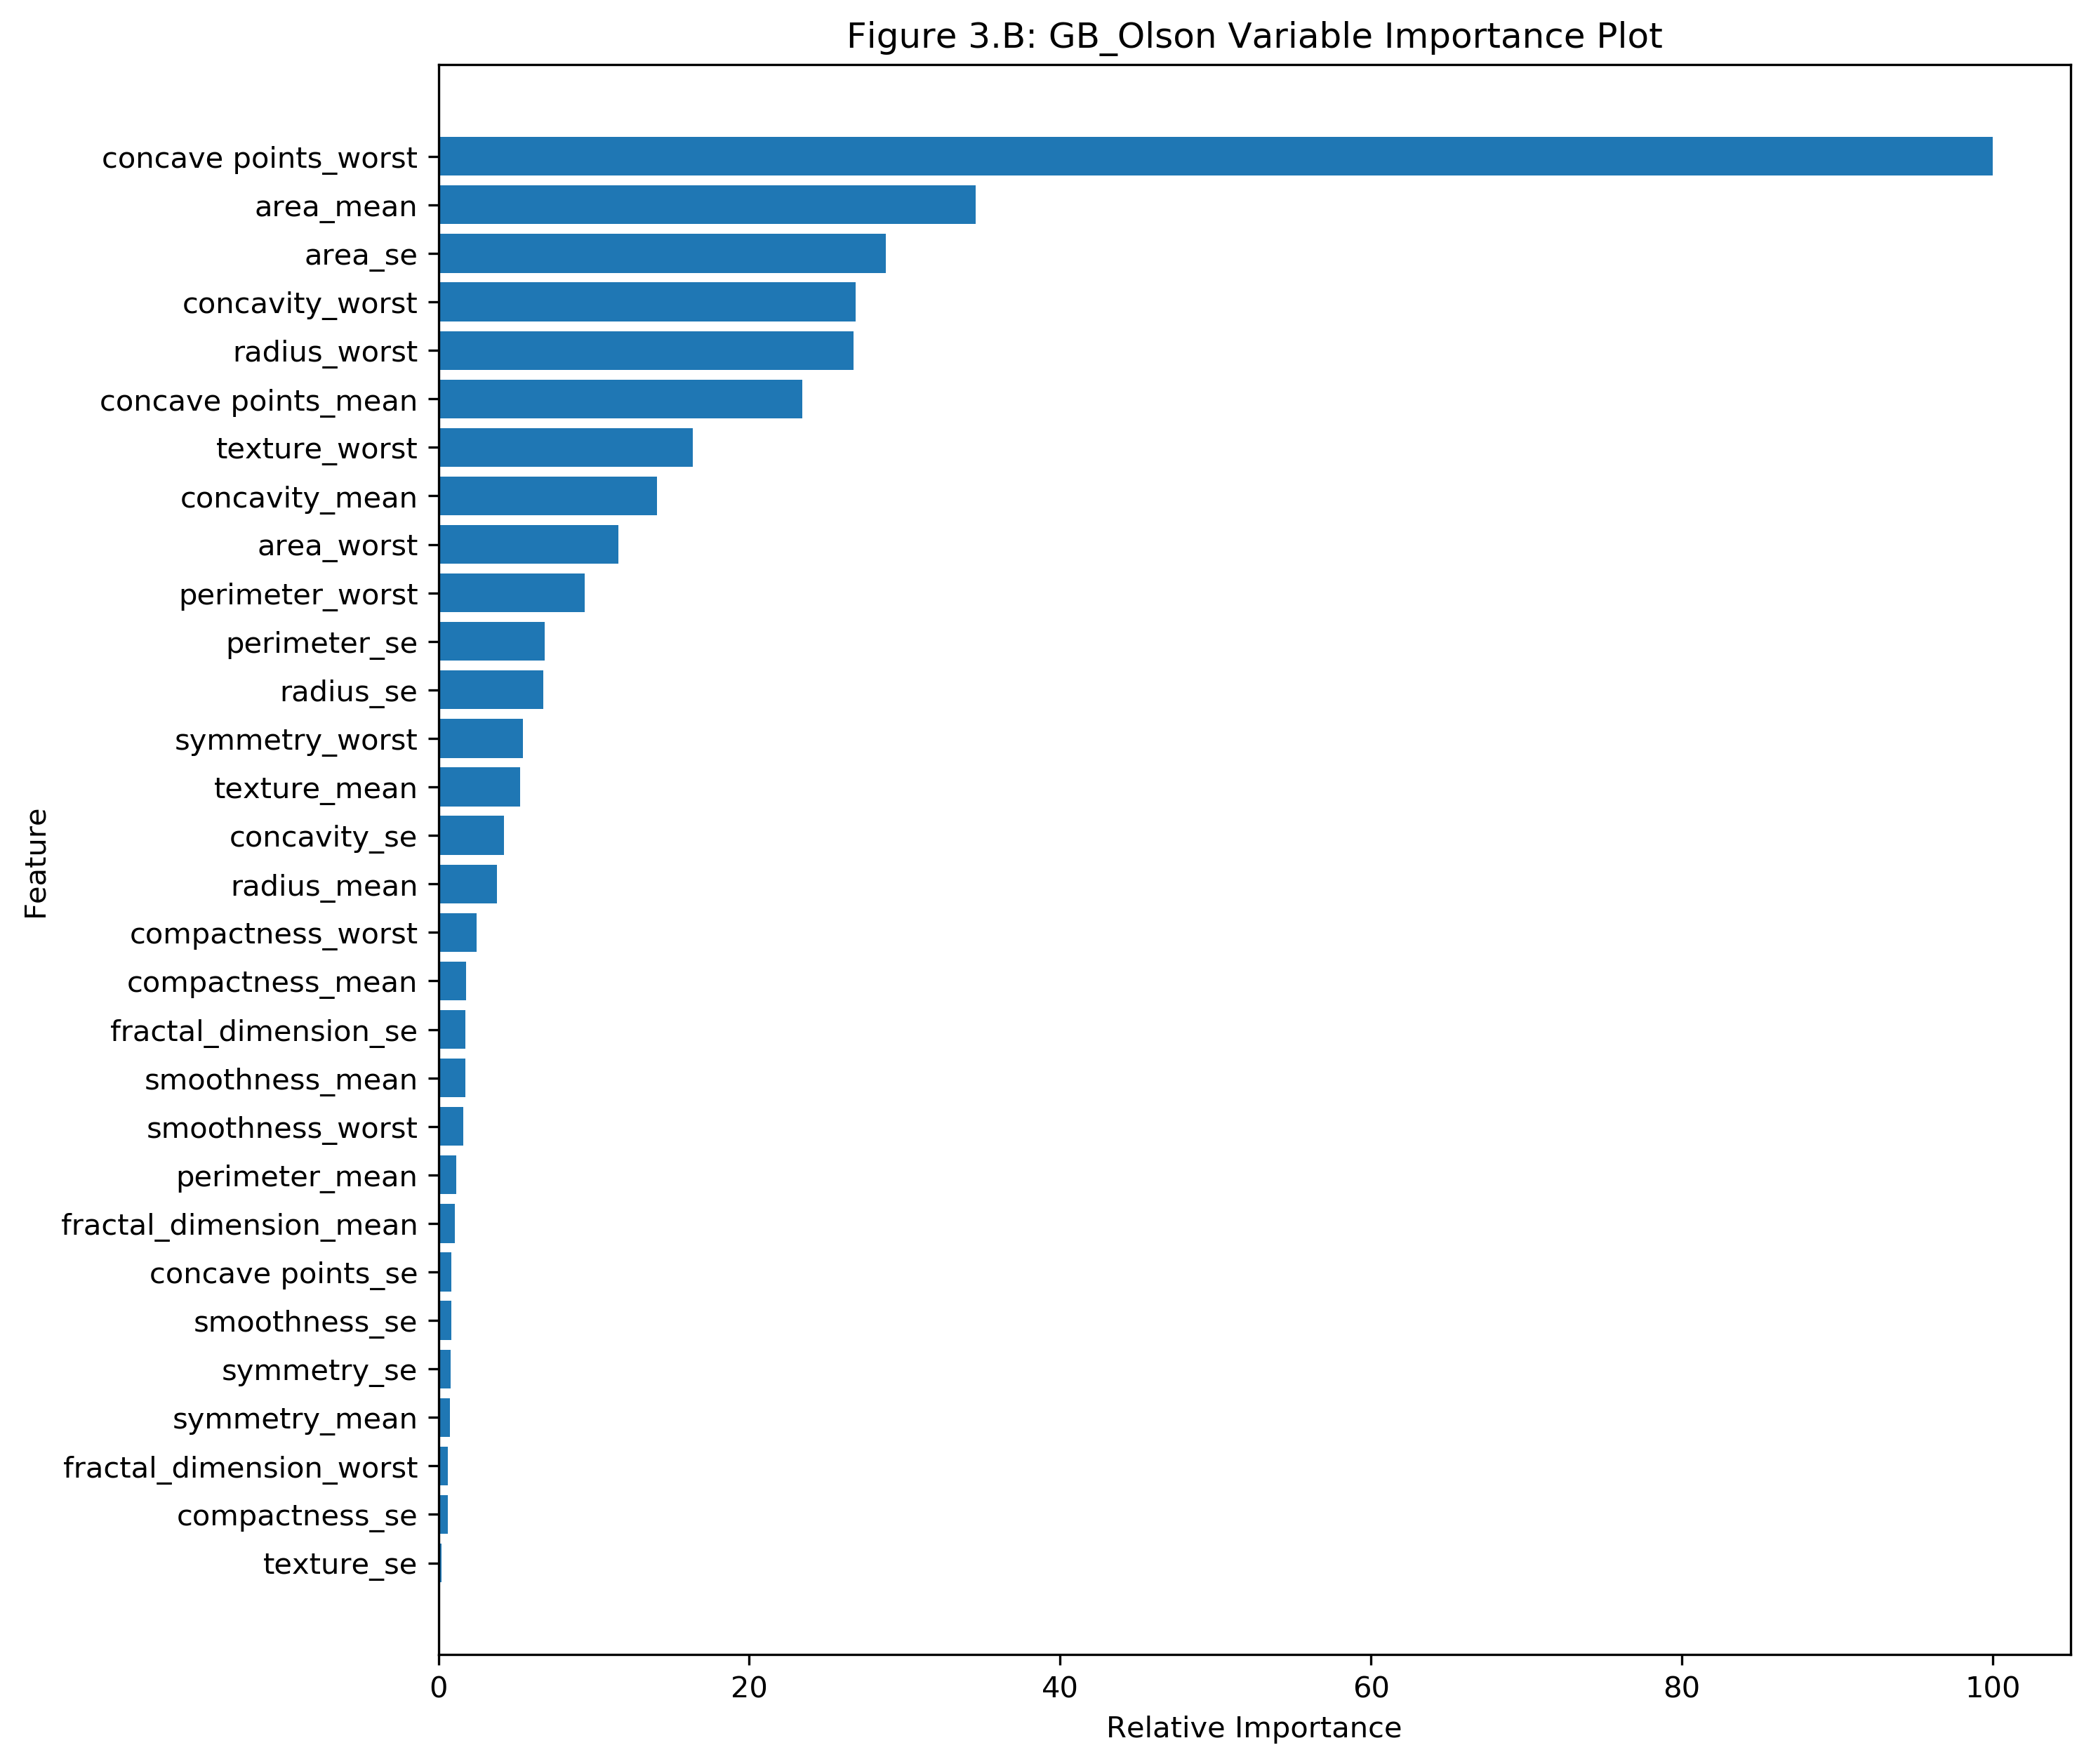 Figure 3.B: GB_Olson Variable Importance Plot
concave points_worst
area_mean
area_se
concavity_worst
radius_worst
concave points_mean
texture_worst
concavity_mean
area_worst
perimeter_worst
perimeter_se
radius_se
symmetry_worst
texture_mean
concavity_se
radius_mean
compactness_worst
compactness_mean
fractal_dimension_se
smoothness_mean
smoothness_worst
perimeter_mean
fractal_dimension_mean
concave points_se
smoothness_se
symmetry_se
symmetry_mean
fractal_dimension_worst
compactness_se
texture_se
Feature
0 20 40 60 80 100
Relative Importance